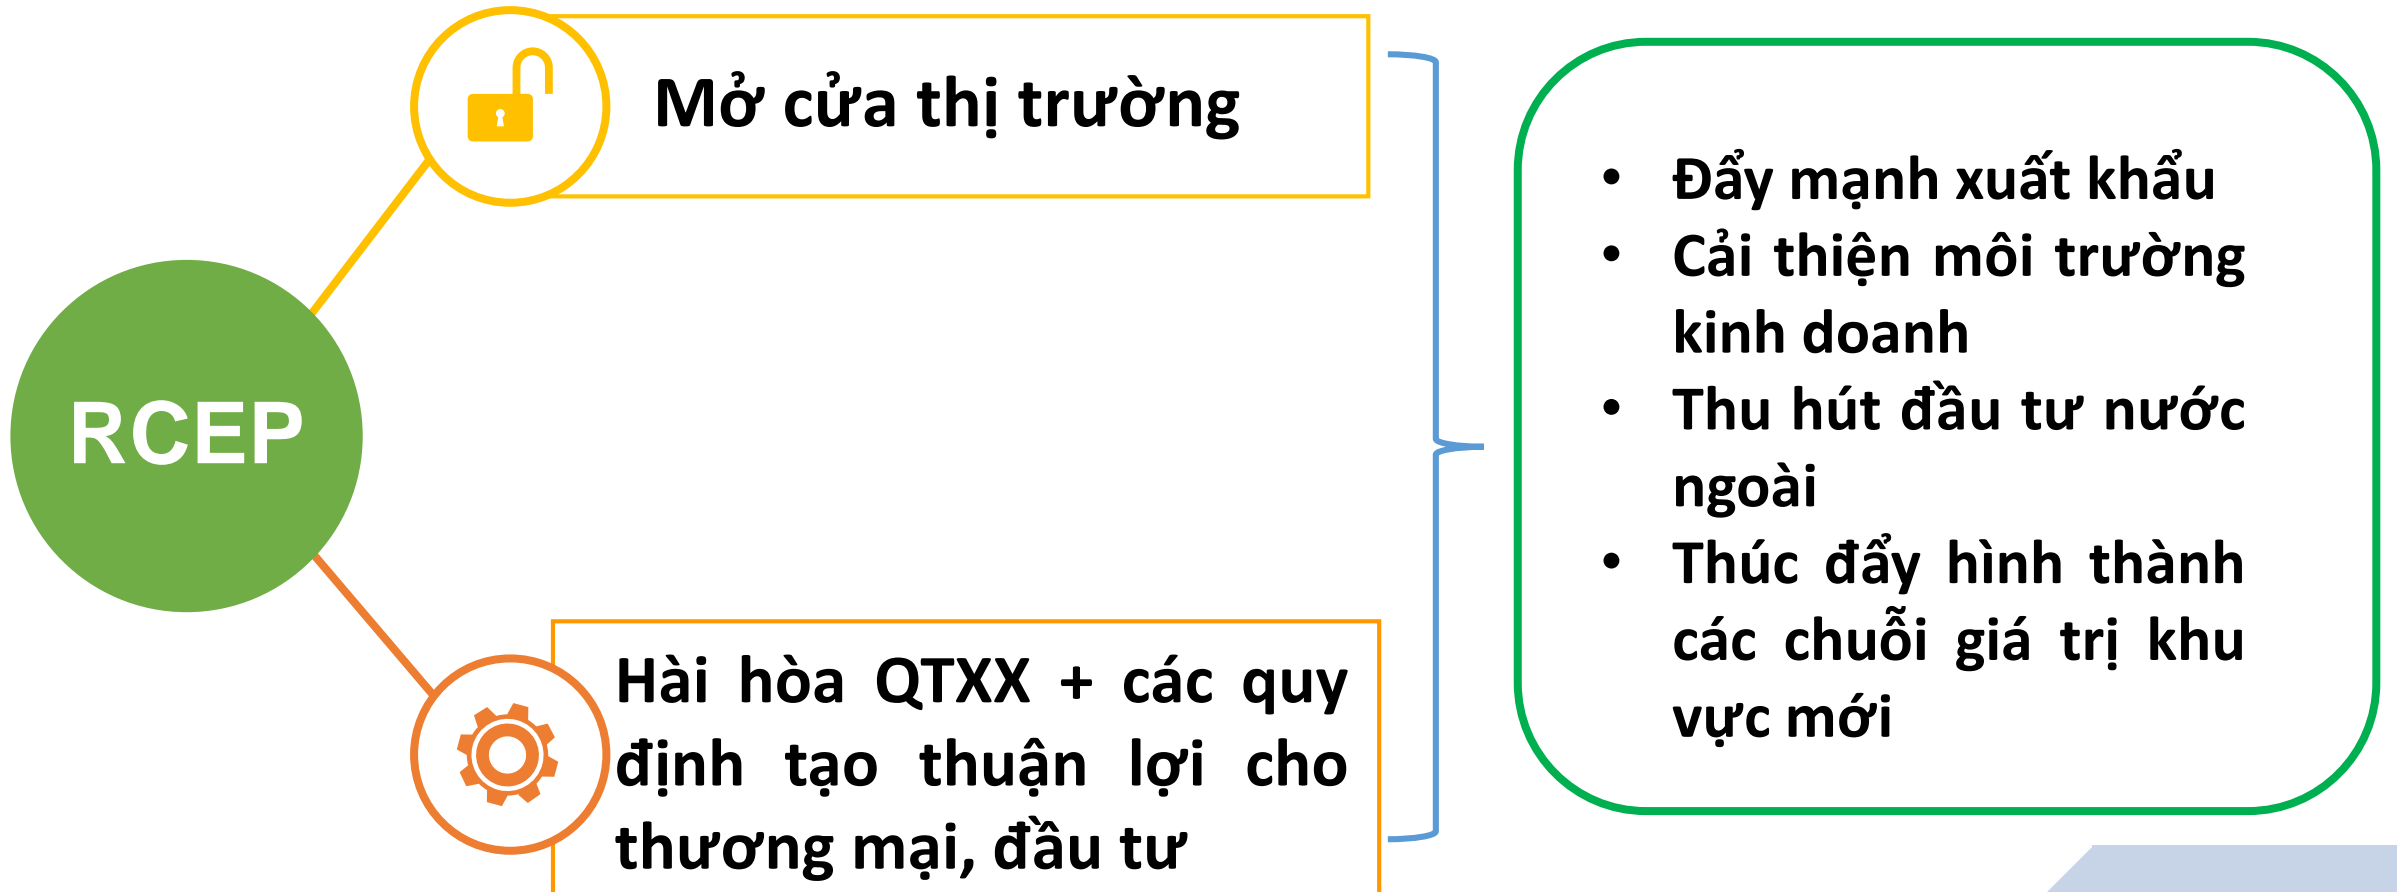 RCEP
Mở cửa thị trường
Hài hòa QTXX + các quy
định tạo thuận lợi cho
thương mại, đầu tư
• Đẩy mạnh xuất khẩu
• Cải thiện môi trường
kinh doanh
• Thu hút đầu tư nước
ngoài
• Thúc đẩy hình thành
các chuỗi giá trị khu
vực mới